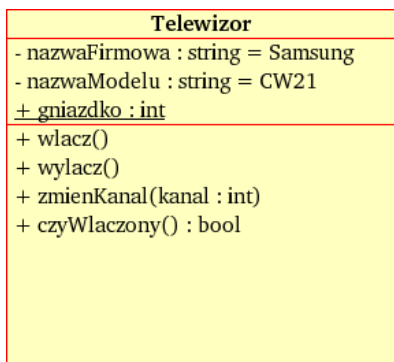 Telewizor
- nazwaFirmowa : string = Samsung
- nazwaModelu : string = CW21
+ gniazdko : int
+ wlacz()
+ wylacz()
+ zmienKanal(kanal : int)
+ czyWlaczony() : bool